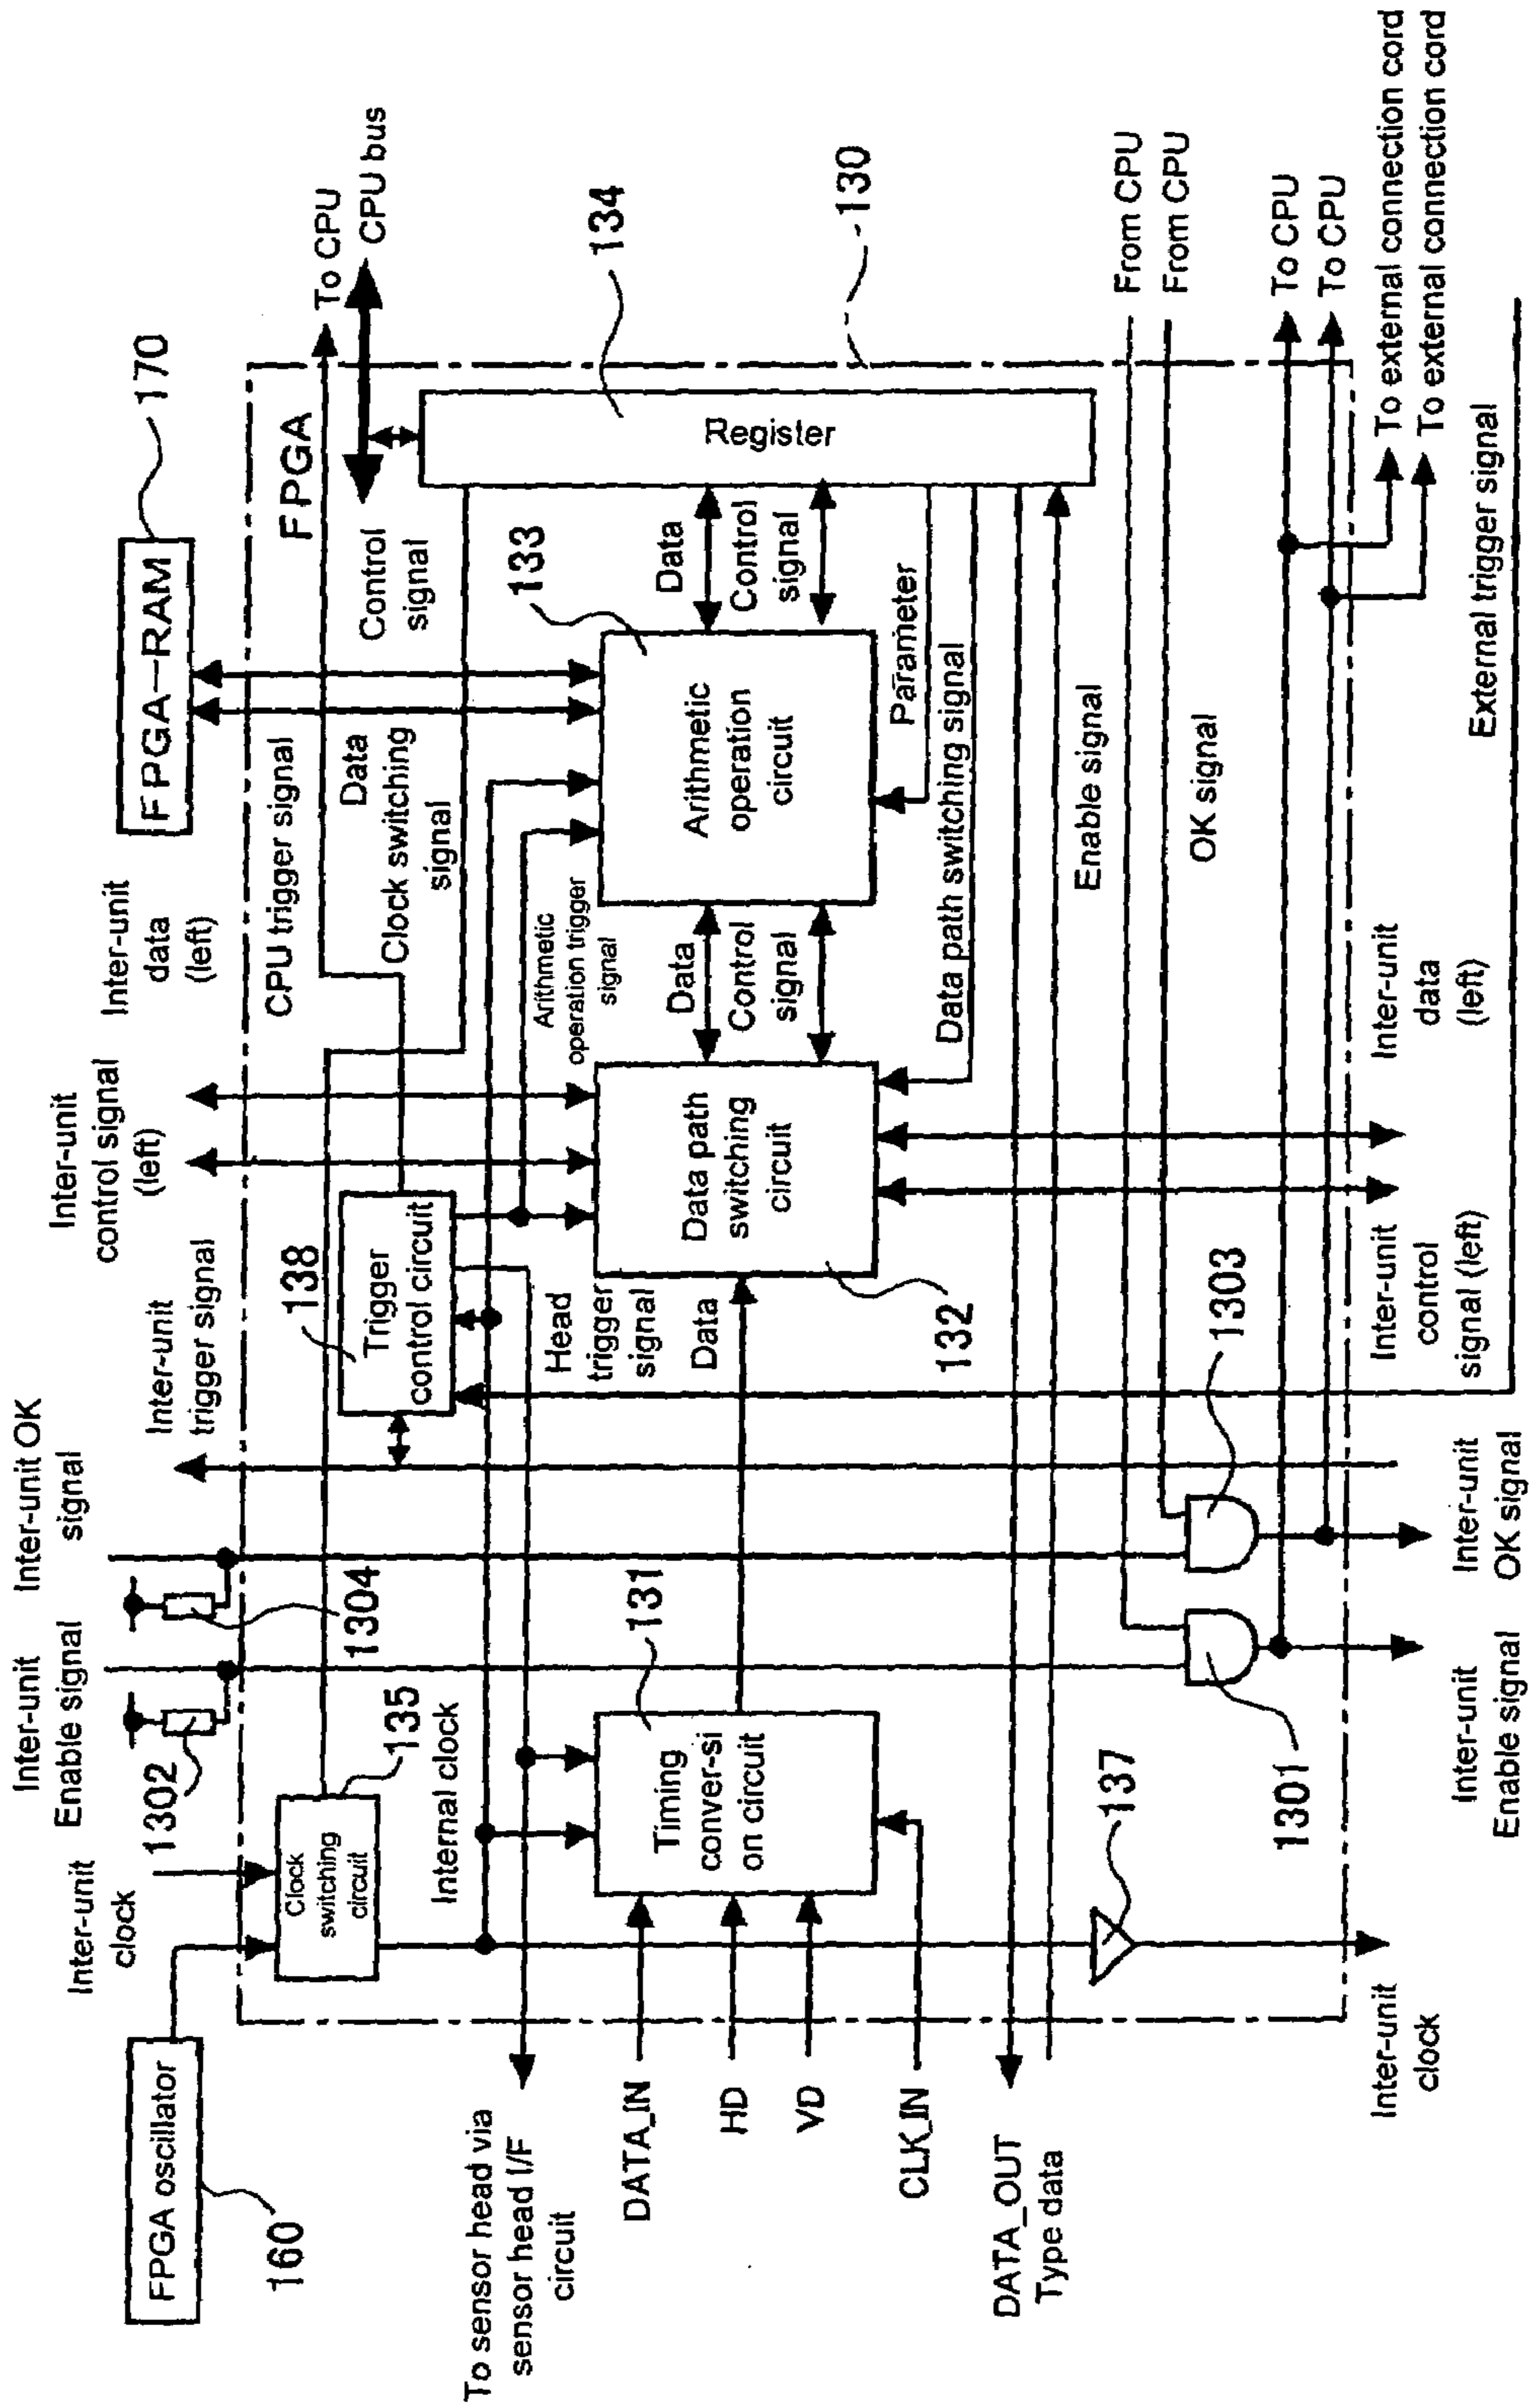 FPGA oscillator
160
Inter-unit
clock
Inter-unit
Enable signal
1302
Inter-unit OK
signal
1304
Inter-unit
trigger signal
Inter-unit
control signal
(left)
Inter-unit
data
(left)
FPGA—RAM
170
FPGA
CPU trigger signal
To CPU
CPU bus
Data
Control
signal
Clock switching
signal
Clock
switching
circuit
135
138
Trigger
control circuit
Internal clock
Arithmetic
operation trigger
signal
133
134
To sensor head via
sensor head I/F
circuit
Head
trigger
signal
Data
131
Timing
conver-si
on circuit
Data path
switching
circuit
132
Data
Control
signal
Arithmetic
operation
circuit
Data
Control
signal
Register
DATA_IN
HD
VD
CLK_IN
DATA_OUT
Type data
Parameter
Data path switching signal
130
Enable signal
From CPU
OK signal
From CPU
137
1301
1303
To CPU
To CPU
To external connection cord
To external connection cord
Inter-unit
clock
Inter-unit
Enable signal
Inter-unit
OK signal
Inter-unit
control
signal (left)
Inter-unit
data
(left)
External trigger signal